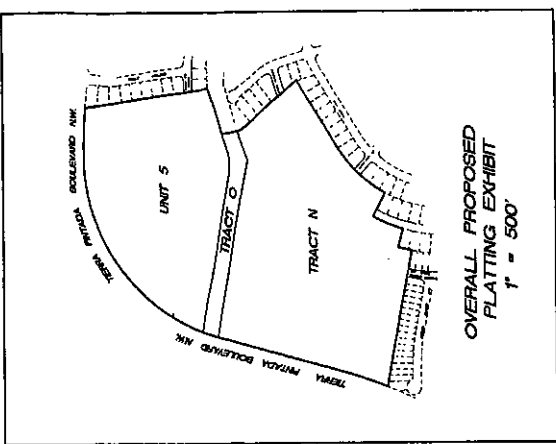 TIERRA PINTADA BOULEVARD N.W.
UNIT 5
TRACT O
TRACT N
TIERRA PINTADA BOULEVARD N.W.
OVERALL PROPOSED
PLATTING EXHIBIT
1" = 500'